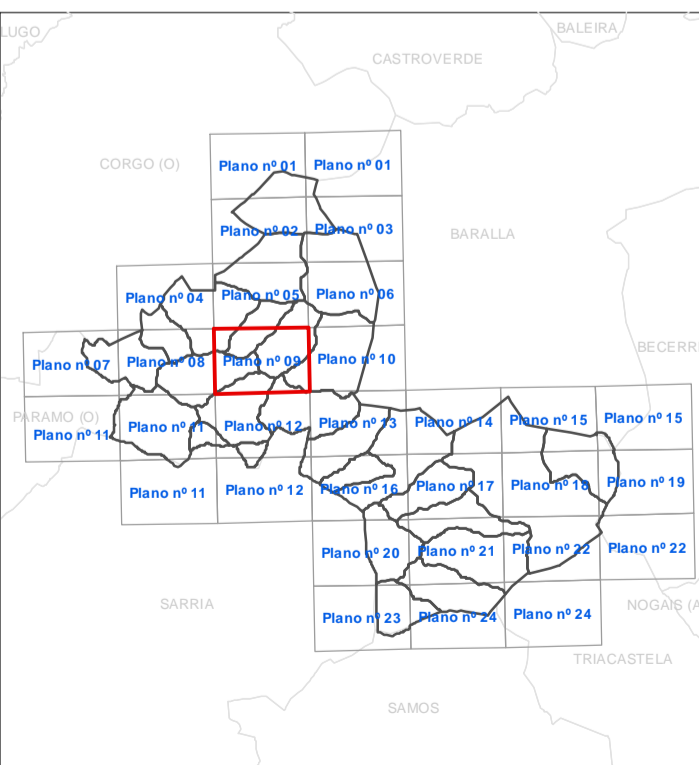 LUGO
BALEIRA
CASTROVERDE
CORGO (O)
Plano nº 01
Plano nº 01
Plano nº 02
Plano nº 03
BARALLA
Plano nº 04
Plano nº 05
Plano nº 06
BECERR
Plano nº 07
Plano nº 08
Plano nº 09
Plano nº 10
PARAMO (O)
Plano nº 11
Plano nº 11
Plano nº 12
Plano nº 13
Plano nº 14
Plano nº 15
Plano nº 15
Plano nº 11
Plano nº 12
Plano nº 16
Plano nº 17
Plano nº 18
Plano nº 19
Plano nº 20
Plano nº 21
Plano nº 22
Plano nº 22
SARRIA
Plano nº 23
Plano nº 24
Plano nº 24
NOGAIS (A
TRIACASTELA
SAMOS